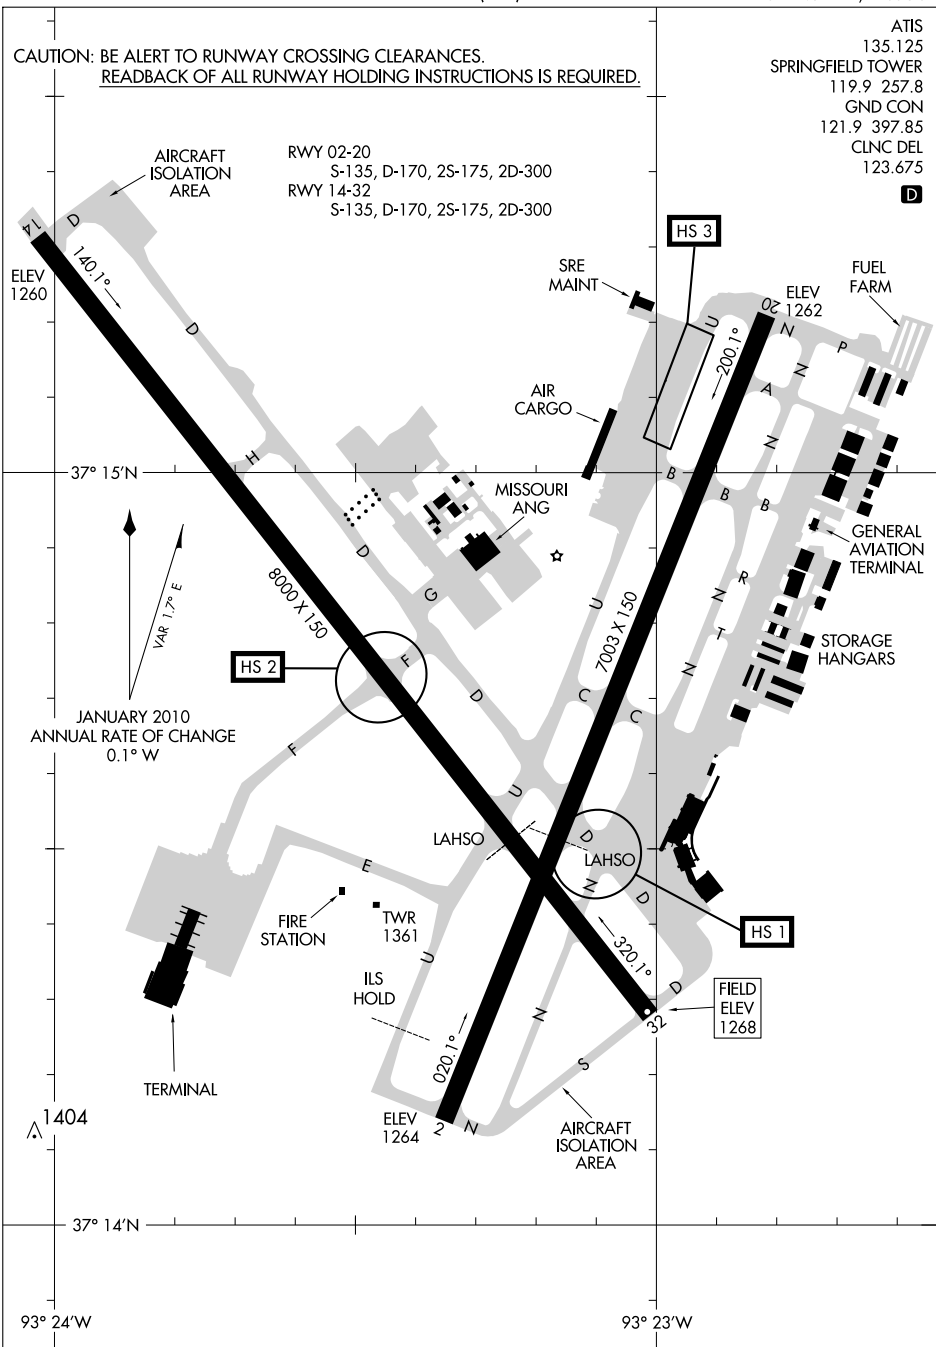 ATIS
135.125
SPRINGFIELD TOWER
119.9 257.8
GND CON
121.9 397.85
CLNC DEL
123.675
D
CAUTION: BE ALERT TO RUNWAY CROSSING CLEARANCES.
READBACK OF ALL RUNWAY HOLDING INSTRUCTIONS IS REQUIRED.
RWY 02-20
S-135, D-170, 2S-175, 2D-300
RWY 14-32
S-135, D-170, 2S-175, 2D-300
AIRCRAFT
ISOLATION
AREA
HS 3
14
D
140.1°
ELEV
1260
SRE
MAINT
FUEL
FARM
20
ELEV
1262
U
N
P
200.1°
D
N
A
AIR
CARGO
N
H
37° 15'N
B
B
B
MISSOURI
ANG
GENERAL
AVIATION
TERMINAL
D
VAR 1.7° E
8000 X 150
G
U
7003 X 150
R
N
T
STORAGE
HANGARS
HS 2
F
N
D
C
C
JANUARY 2010
ANNUAL RATE OF CHANGE
0.1° W
F
U
LAHSO
D
LAHSO
E
N
D
FIRE
STATION
TWR
1361
HS 1
U
320.1°
ILS
HOLD
D
FIELD
ELEV
1268
N
32
020.1°
S
TERMINAL
1404
ELEV
1264
2
N
AIRCRAFT
ISOLATION
AREA
37° 14'N
93° 24'W
93° 23'W